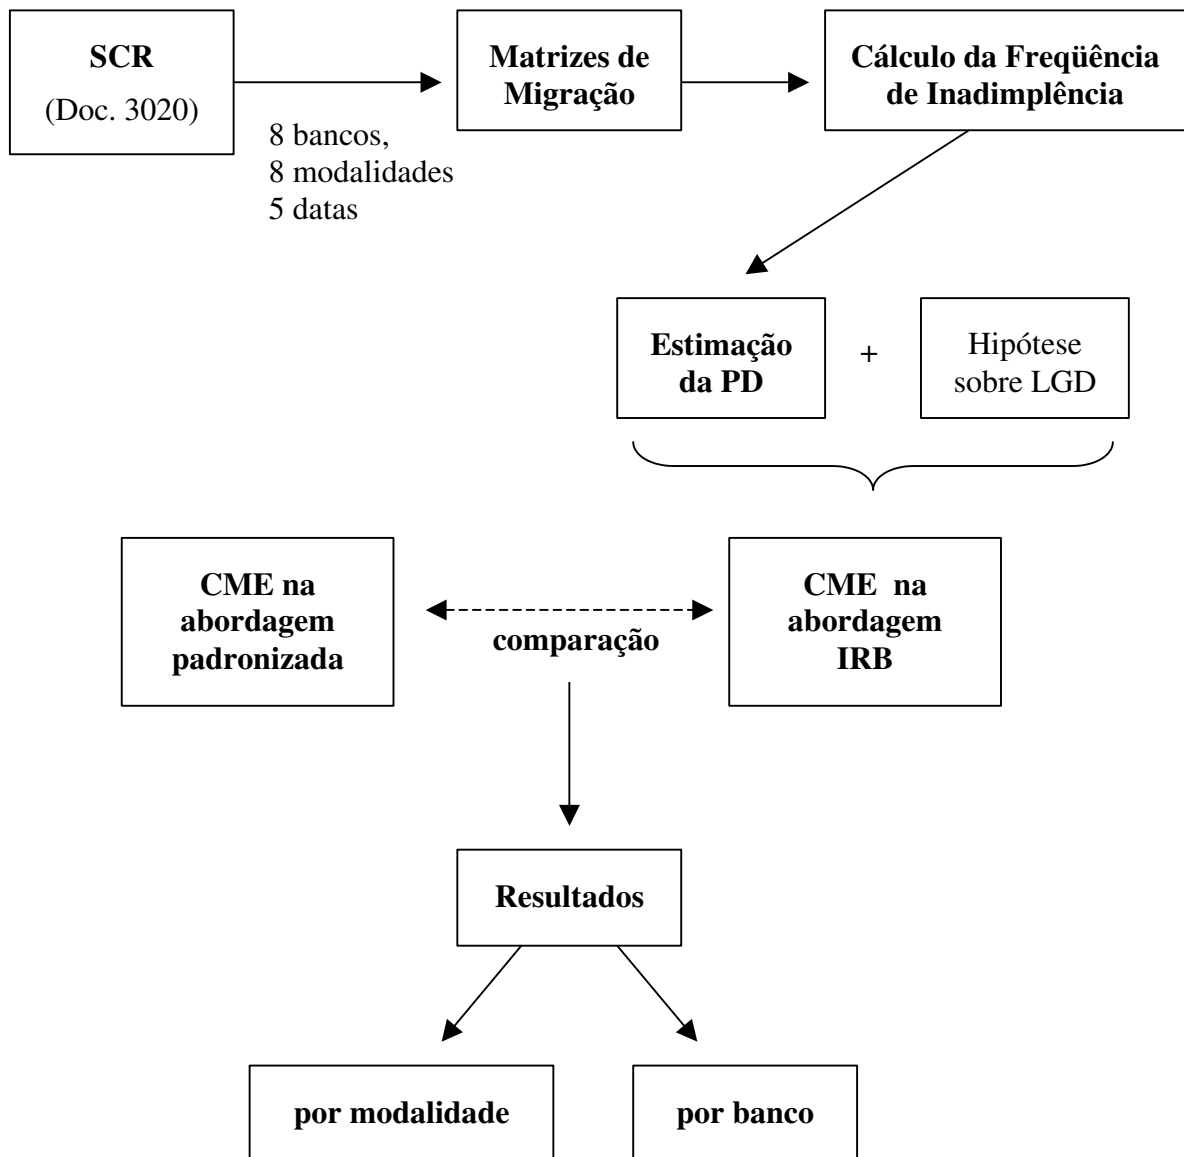 SCR
(Doc. 3020)
8 bancos,
8 modalidades
5 datas
Matrizes de
Migração
Cálculo da Freqüência
de Inadimplência
Estimação
da PD
+
Hipótese
sobre LGD
CME na
abordagem
padronizada
comparação
CME na
abordagem
IRB
Resultados
por modalidade
por banco